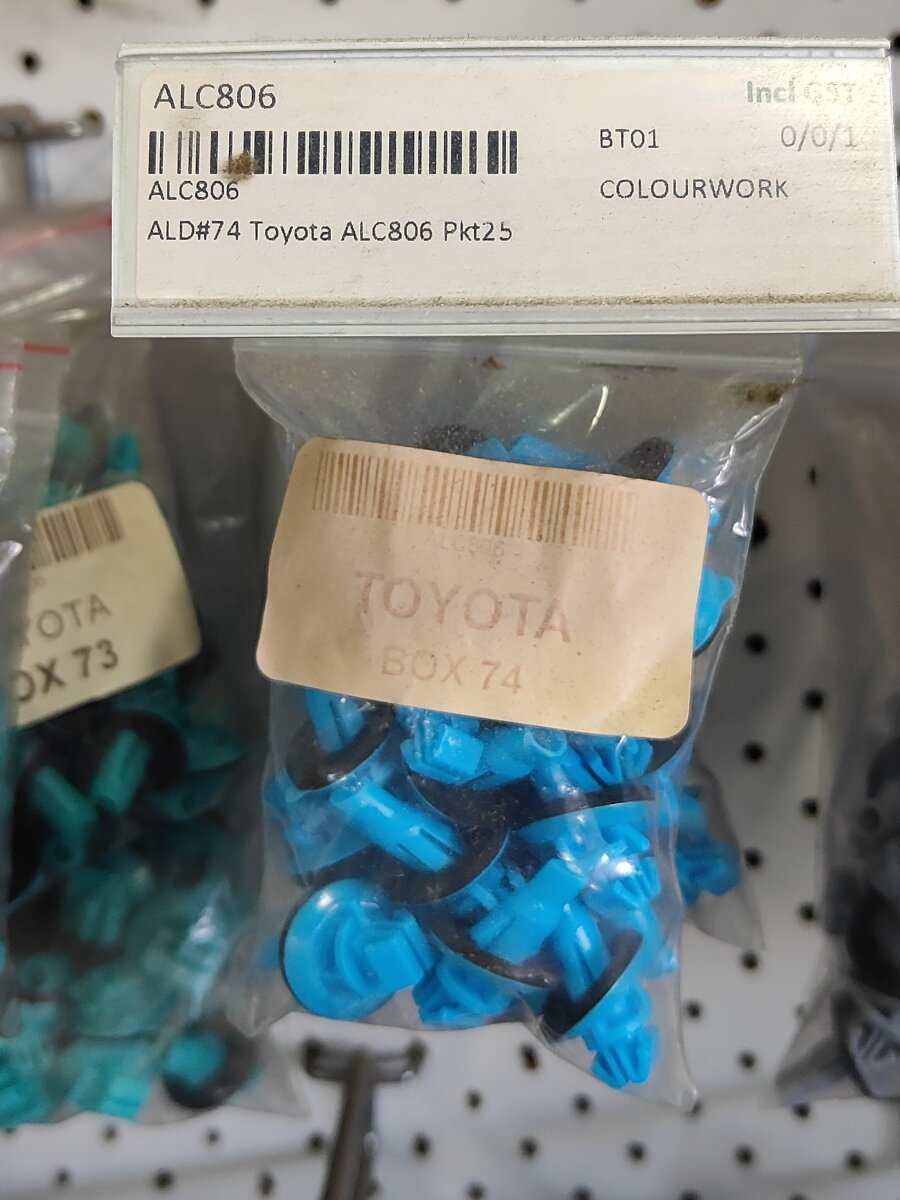 ALC806
Incl GST
BT01
0/0/1
ALC806
COLOURWORK
ALD#74 Toyota ALC806 Pkt25
TOYOTA
BOX 74
OTA
OX 73